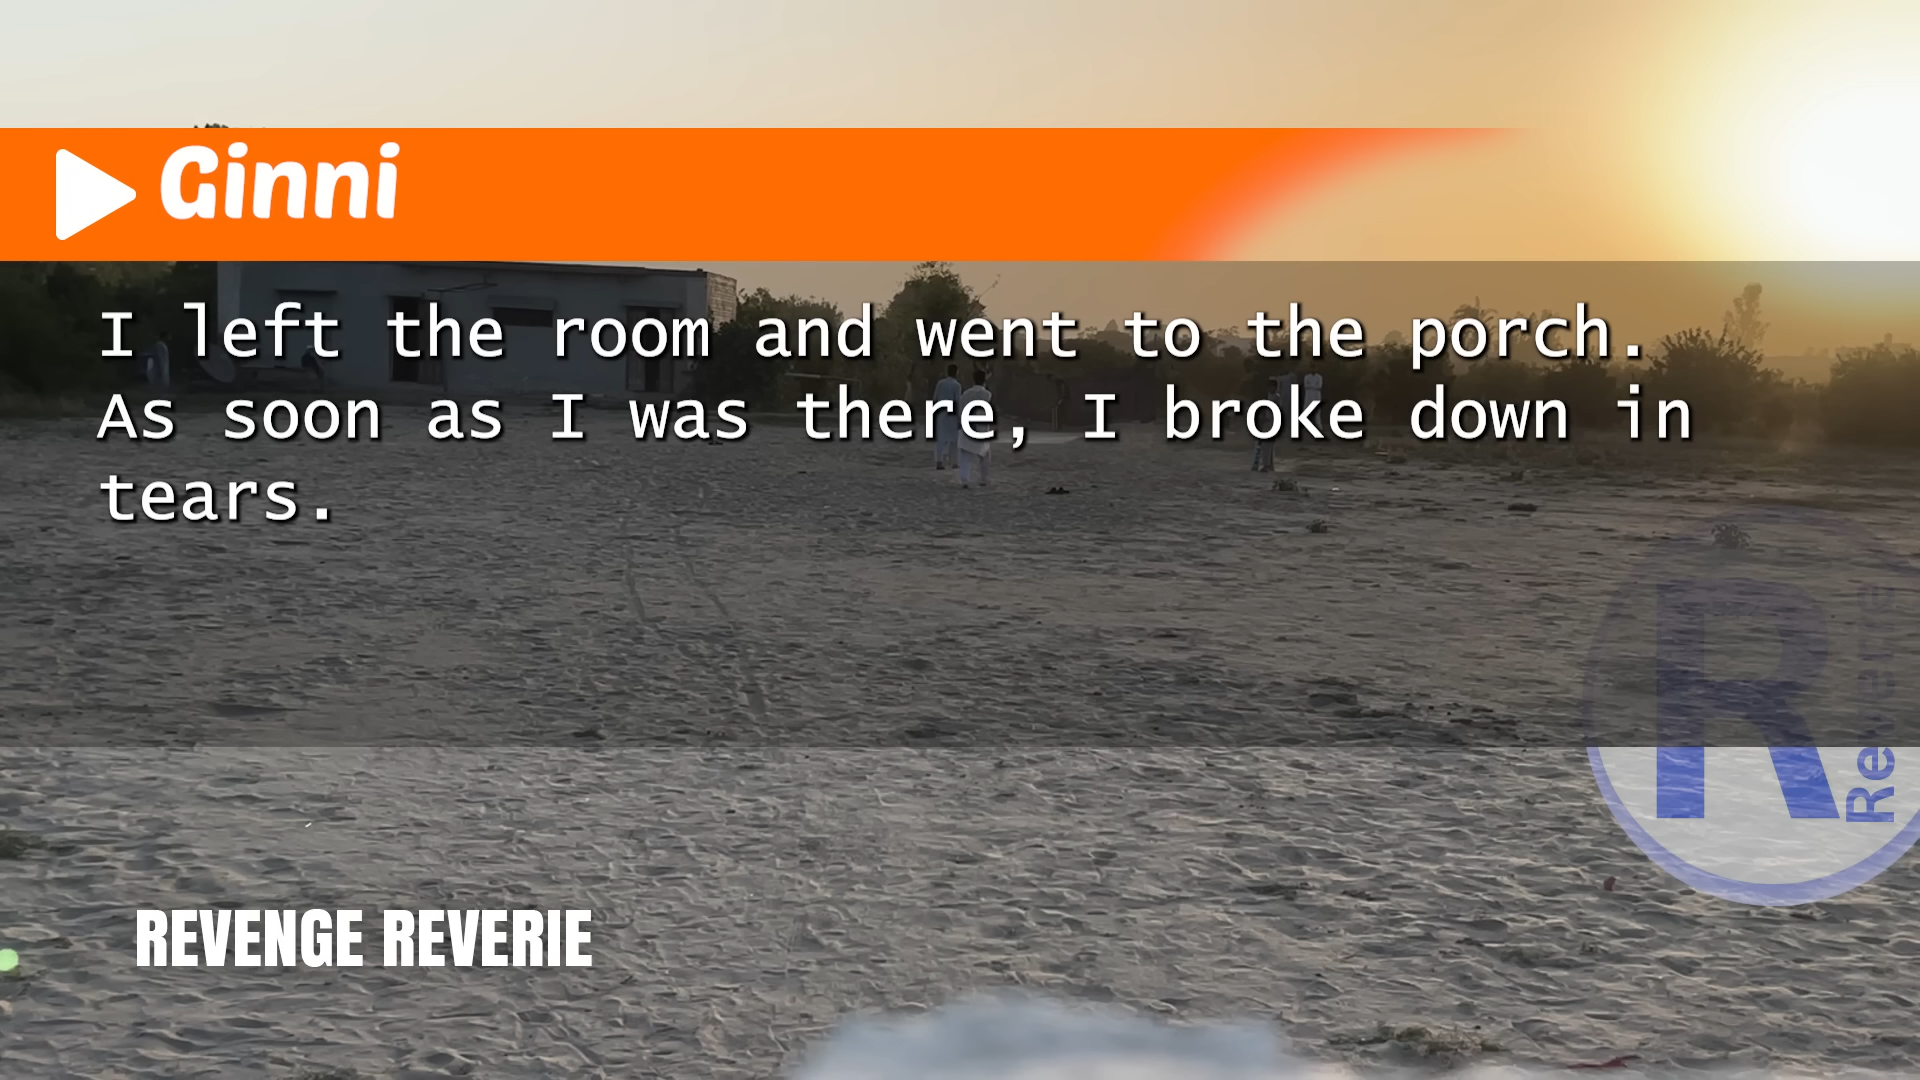 Ginni
I left the room and went to the porch.
As soon as I was there, I broke down in
tears.
R
Reverie
REVENGE REVERIE